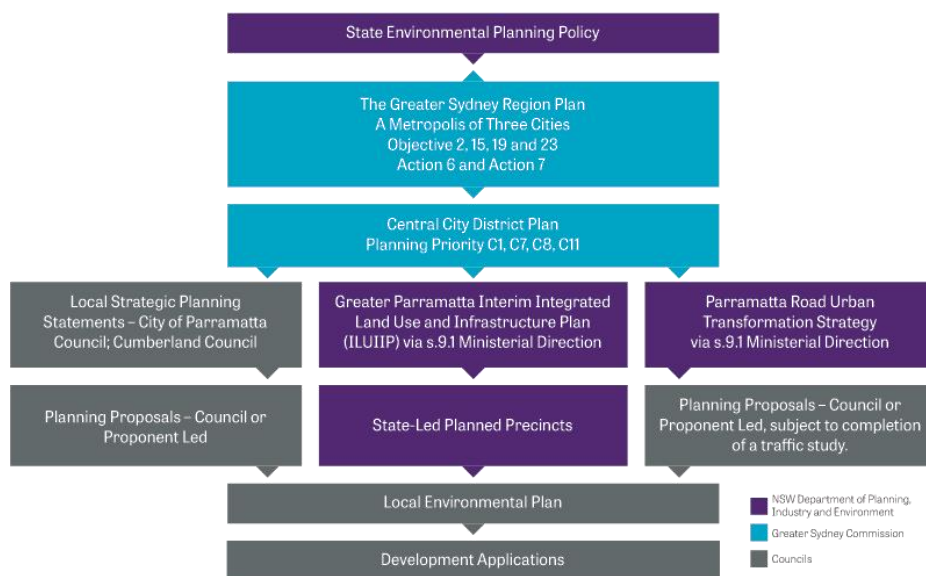 State Environmental Planning Policy
The Greater Sydney Region Plan
A Metropolis of Three Cities
Objective 2, 15, 19 and 23
Action 6 and Action 7
Central City District Plan
Planning Priority C1, C7, C8, C11
Local Strategic Planning
Statements – City of Parramatta
Council; Cumberland Council
Greater Parramatta Interim Integrated
Land Use and Infrastructure Plan
(ILUIIP) via s.9.1 Ministerial Direction
Parramatta Road Urban
Transformation Strategy
via s.9.1 Ministerial Direction
Planning Proposals – Council or
Proponent Led
State-Led Planned Precincts
Planning Proposals – Council or
Proponent Led, subject to completion
of a traffic study.
Local Environmental Plan
Development Applications
NSW Department of Planning,
Industry and Environment
Greater Sydney Commission
Councils